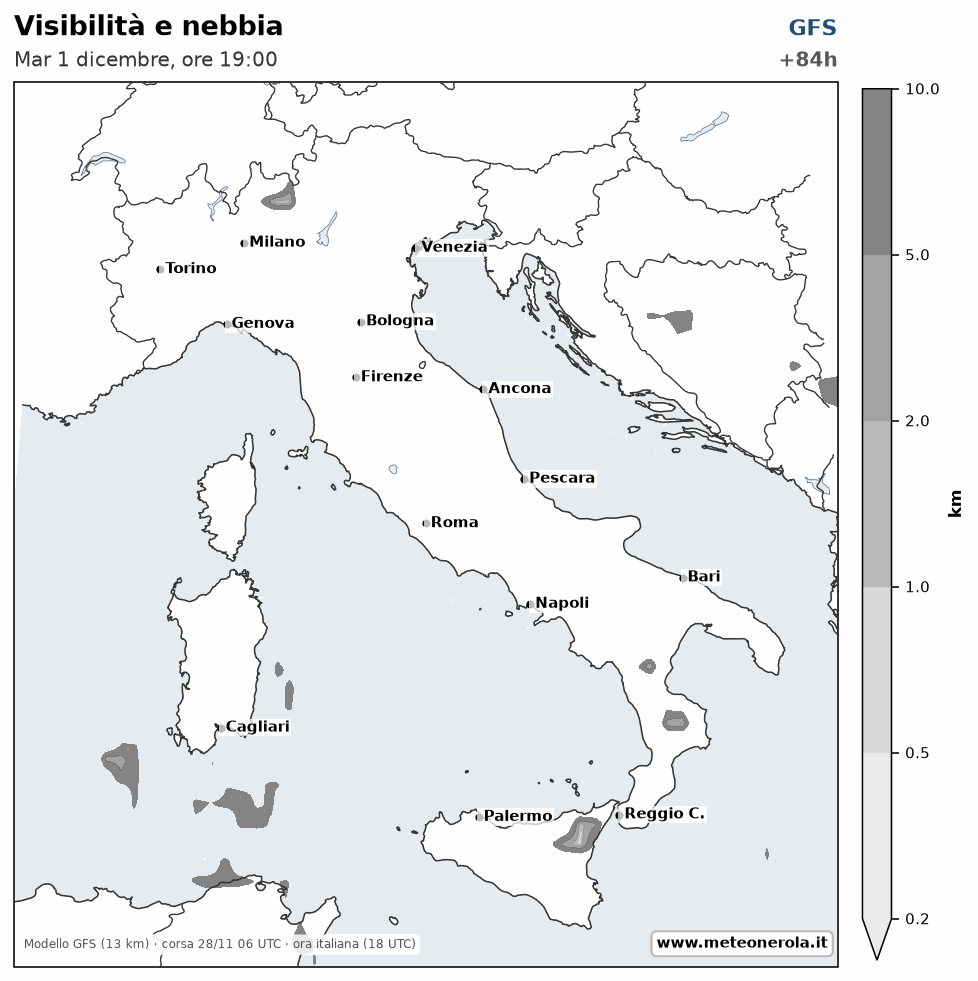 Visibilità e nebbia
GFS
Mar 1 dicembre, ore 19:00
+84h
10.0
5.0
2.0
1.0
0.5
0.2
km
Milano
Venezia
Torino
Genova
Bologna
Firenze
Ancona
Pescara
Roma
Bari
Napoli
Cagliari
Palermo
Reggio C.
Modello GFS (13 km) · corsa 28/11 06 UTC · ora italiana (18 UTC)
www.meteonerola.it